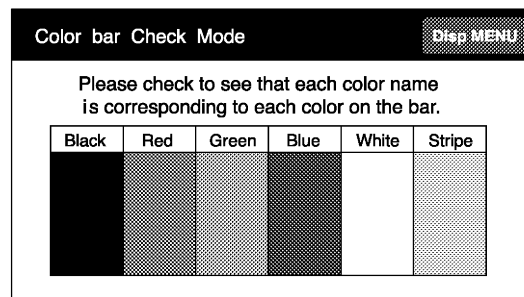 Color bar Check Mode Disp MENU
Please check to see that each color name
is corresponding to each color on the bar.
Black Red Green Blue White Stripe